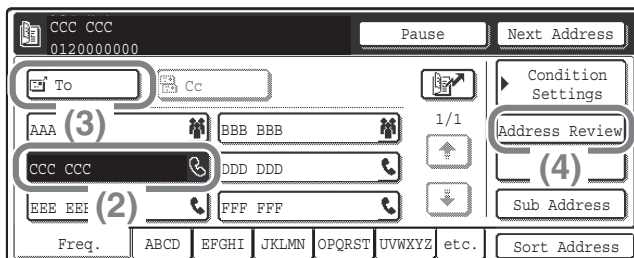 CCC CCC
0120000000
Pause
Next Address
To
Cc
Condition
Settings
(3)
AAA
BBB BBB
1/1
Address Review
(4)
CCC CCC
DDD DDD
(2)
EEE EEE
FFF FFF
Sub Address
Freq.
ABCD
EFGHI
JKLMN
OPQRST
UVWXYZ
etc.
Sort Address